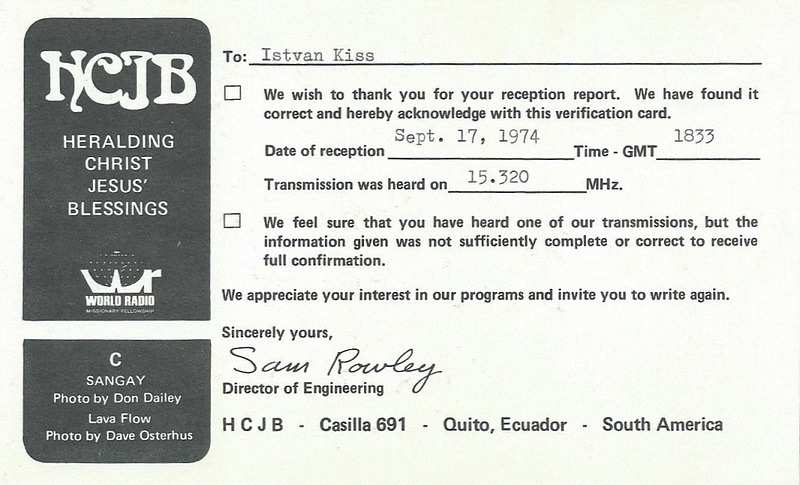 HCJB
HERALDING
CHRIST
JESUS'
BLESSINGS
WORLD RADIO
MISSIONARY FELLOWSHIP
C
SANGAY
Photo by Don Dailey
Lava Flow
Photo by Dave Osterhus
To: Istvan Kiss
We wish to thank you for your reception report. We have found it
correct and hereby acknowledge with this verification card.
Date of reception Sept. 17, 1974 Time - GMT 1833
Transmission was heard on 15.320 MHz.
We feel sure that you have heard one of our transmissions, but the
information given was not sufficiently complete or correct to receive
full confirmation.
We appreciate your interest in our programs and invite you to write again.
Sincerely yours,
Sam Rowley
Director of Engineering
HCJB - Casilla 691 - Quito, Ecuador - South America